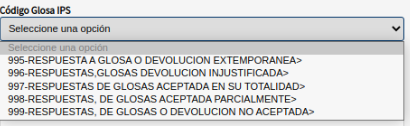 Código Glosa IPS
Seleccione una opción
Seleccione una opción
995-RESPUESTA A GLOSA O DEVOLUCION EXTEMPORANEA>
996-RESPUESTAS,GLOSAS DEVOLUCION INJUSTIFICADA>
997-RESPUESTAS DE GLOSAS ACEPTADA EN SU TOTALIDAD>
998-RESPUESTAS, DE GLOSAS ACEPTADA PARCIALMENTE>
999-RESPUESTAS, DE GLOSAS O DEVOLUCION NO ACEPTADA>